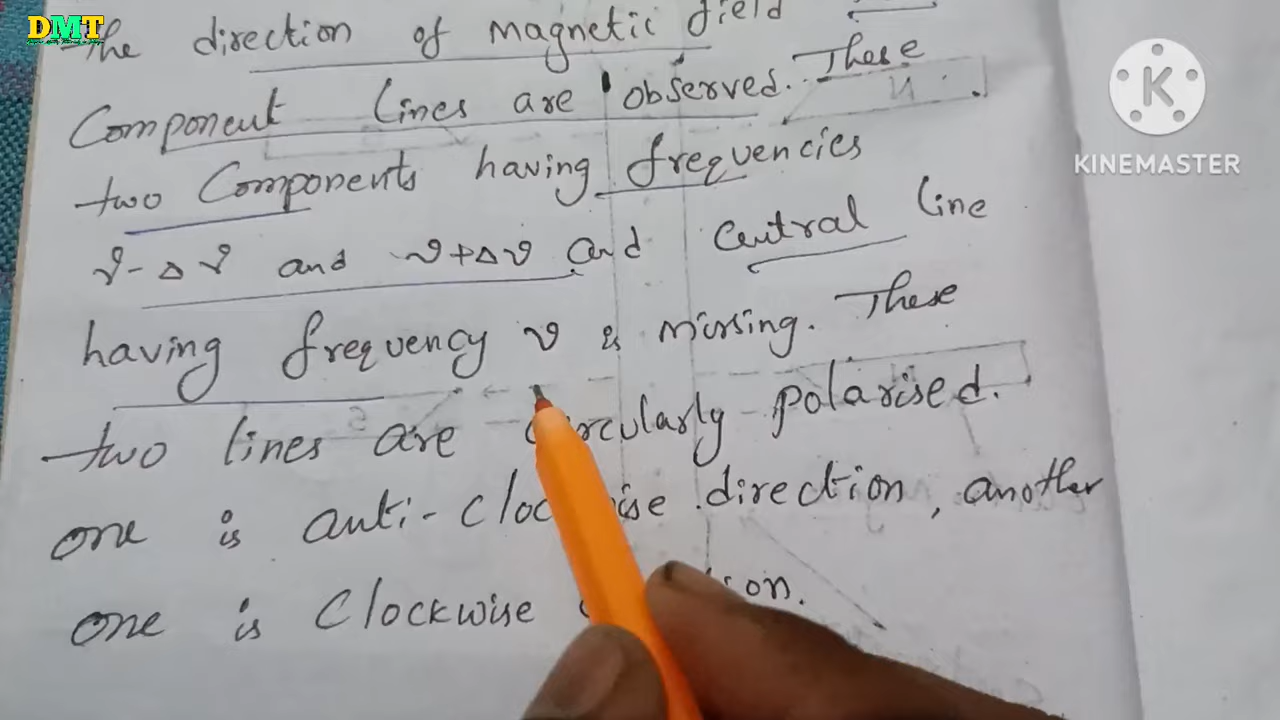 DMT
The direction of magnetic field
Component lines are observed. These
two Components having frequencies
ν-Δν and ν+Δν and central line
having frequency ν is missing. These
two lines are circularly polarised.
one is anti-clockwise direction, another
one is Clockwise
KINEMASTER